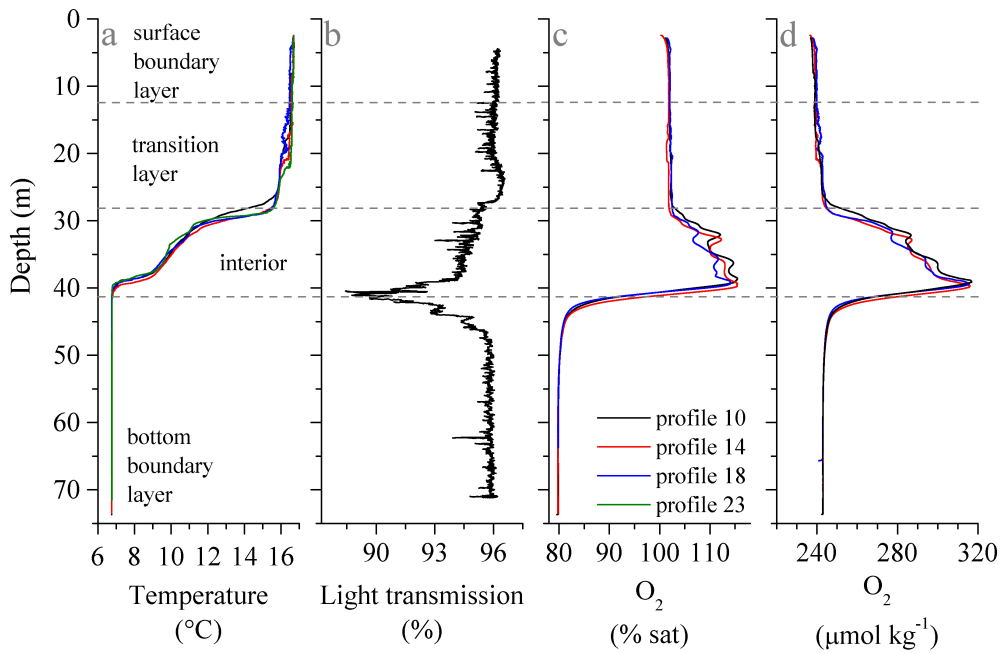 a
b
c
d
surface
boundary
layer
transition
layer
interior
bottom
boundary
layer
Depth (m)
0
10
20
30
40
50
60
70
profile 10
profile 14
profile 18
profile 23
6 8 10 12 14 16
90 93 96
80 90 100 110
240 260 280 300 320
Temperature
(°C)
Light transmission
(%)
O2
(% sat)
O2
(μmol kg-1)